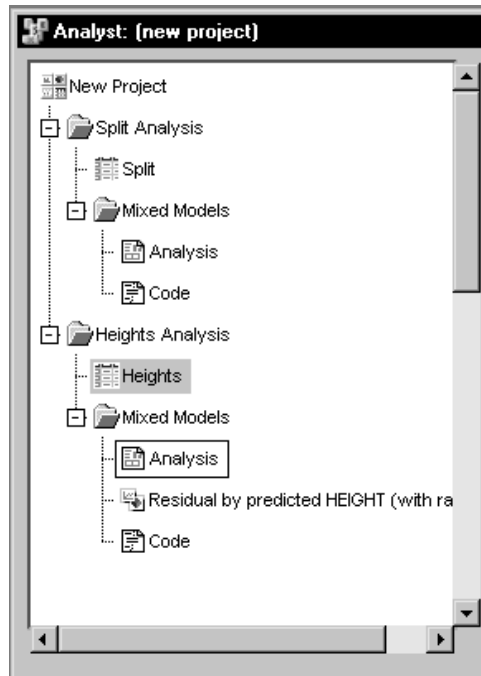 Analyst: (new project)
New Project
Split Analysis
Split
Mixed Models
Analysis
Code
Heights Analysis
Heights
Mixed Models
Analysis
Residual by predicted HEIGHT (with ra
Code